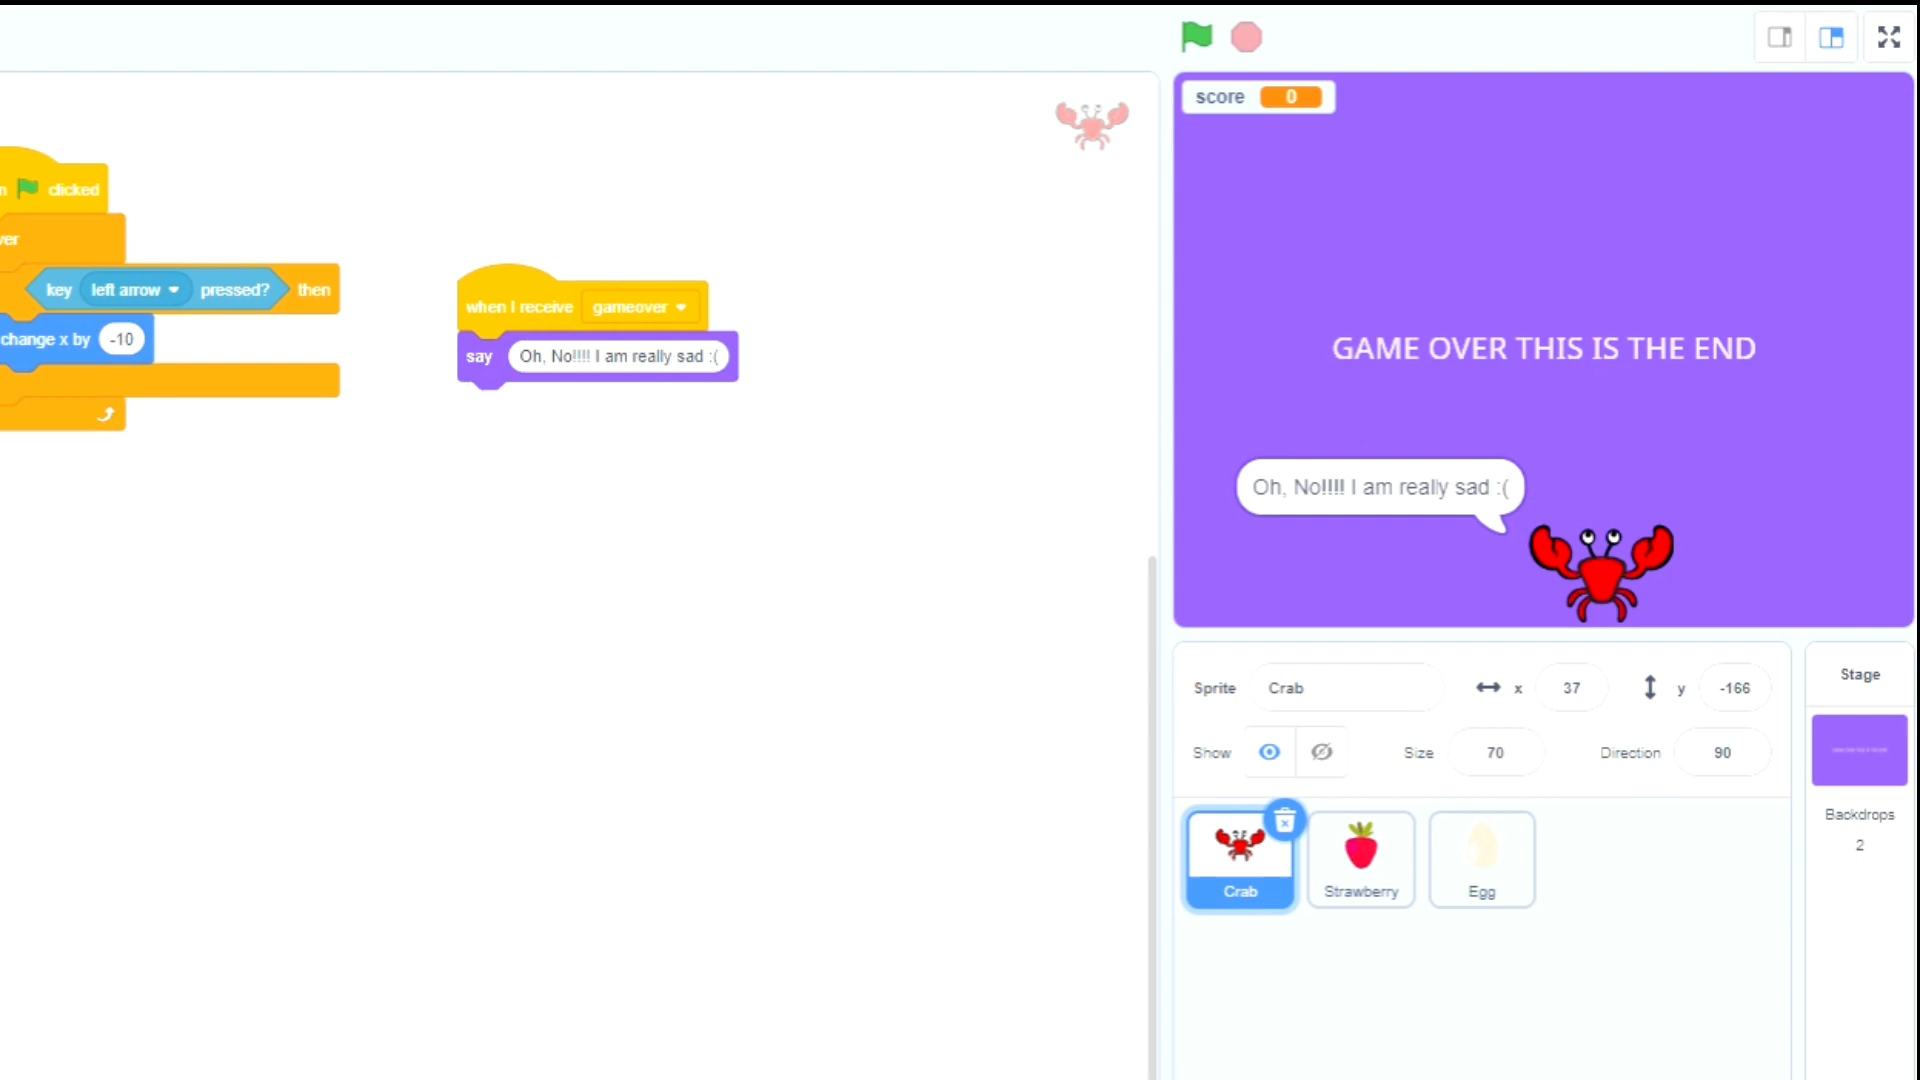 score 0
clicked
key left arrow pressed? then
change x by -10
when I receive gameover
say Oh, No!!!! I am really sad :(
GAME OVER THIS IS THE END
Oh, No!!!! I am really sad :(
Sprite Crab x 37 y -166
Show Size 70 Direction 90
Crab Strawberry Egg
Stage
Backdrops
2